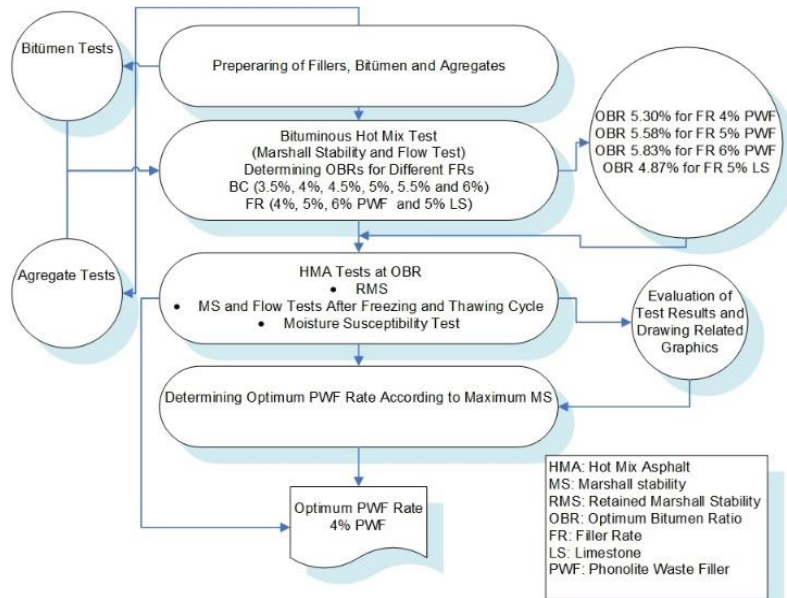 Bitümen Tests
Preperaring of Fillers, Bitümen and Agregates
Bituminous Hot Mix Test
(Marshall Stability and Flow Test)
Determining OBRs for Different FRs
BC (3.5%, 4%, 4.5%, 5%, 5.5% and 6%)
FR (4%, 5%, 6% PWF and 5% LS)
OBR 5.30% for FR 4% PWF
OBR 5.58% for FR 5% PWF
OBR 5.83% for FR 6% PWF
OBR 4.87% for FR 5% LS
Agregate Tests
HMA Tests at OBR
• RMS
• MS and Flow Tests After Freezing and Thawing Cycle
• Moisture Susceptibility Test
Evaluation of
Test Results and
Drawing Related
Graphics
Determining Optimum PWF Rate According to Maximum MS
Optimum PWF Rate
4% PWF
HMA: Hot Mix Asphalt
MS: Marshall stability
RMS: Retained Marshall Stability
OBR: Optimum Bitumen Ratio
FR: Filler Rate
LS: Limestone
PWF: Phonolite Waste Filler